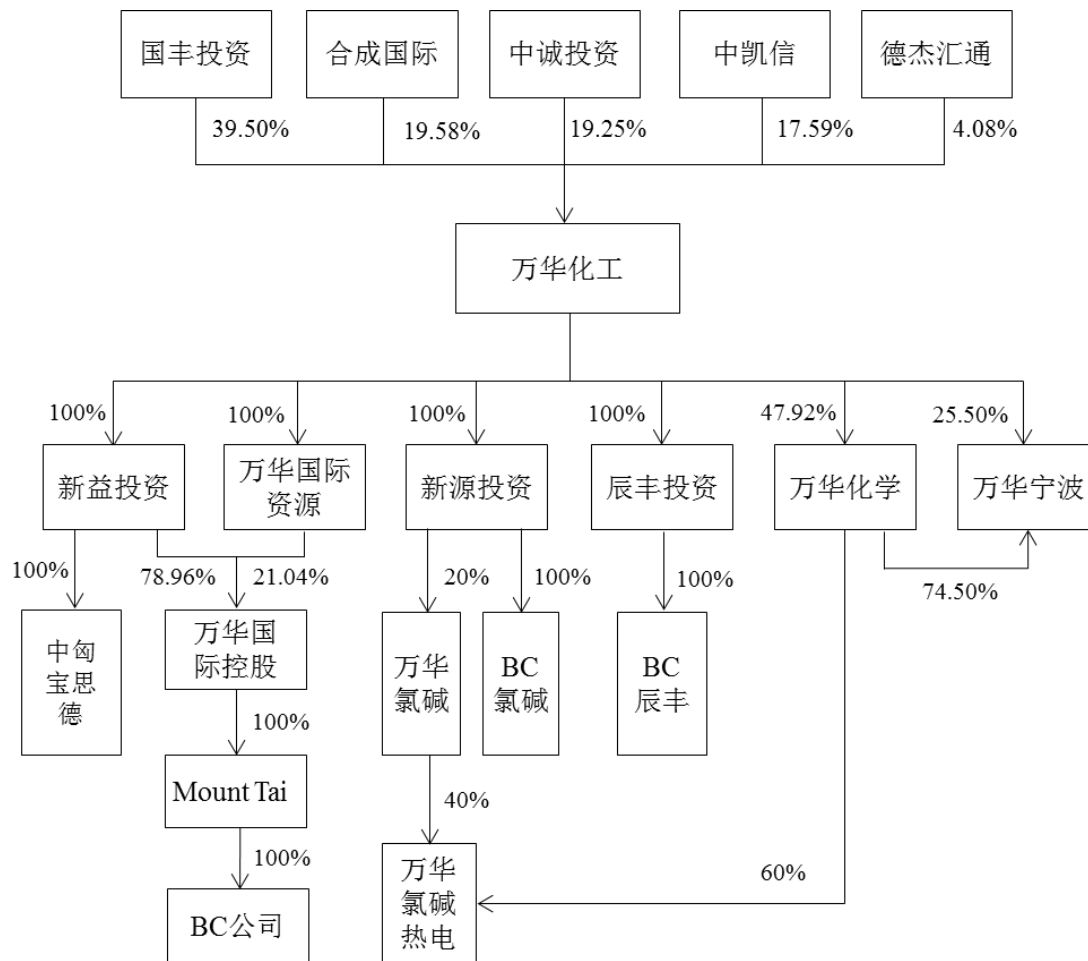 国丰投资
合成国际
中诚投资
中凯信
德杰汇通
39.50%
19.58%
19.25%
17.59%
4.08%
万华化工
100%
100%
100%
100%
47.92%
25.50%
新益投资
万华国际
资源
新源投资
辰丰投资
万华化学
万华宁波
100%
78.96%
21.04%
20%
100%
100%
74.50%
中匈
宝思
德
万华国
际控股
万华
氯碱
BC
氯碱
BC
辰丰
100%
Mount Tai
40%
100%
万华
氯碱
热电
60%
BC公司